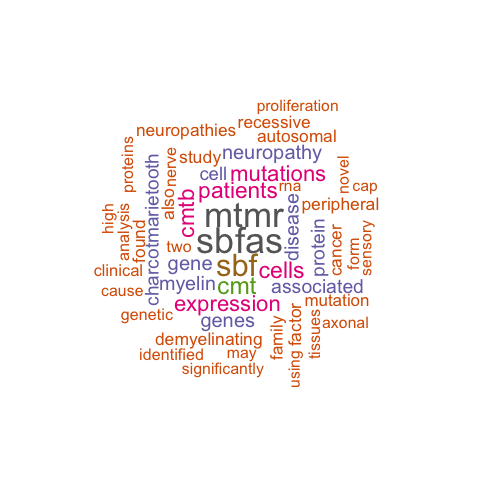 proliferation
recessive
neuropathies
autosomal
study
neuropathy
proteins
nerve
cell
mutations
novel
charcotmarietooth
also
cmtb
patients
rna
cap
high
analysis
found
mtmr
disease
peripheral
two
sbfas
protein
cancer
form
sensory
clinical
gene
sbf
cells
cause
myelin
cmt
associated
genetic
expression
mutation
genes
using factor
tissues
axonal
demyelinating
family
identified
may
significantly